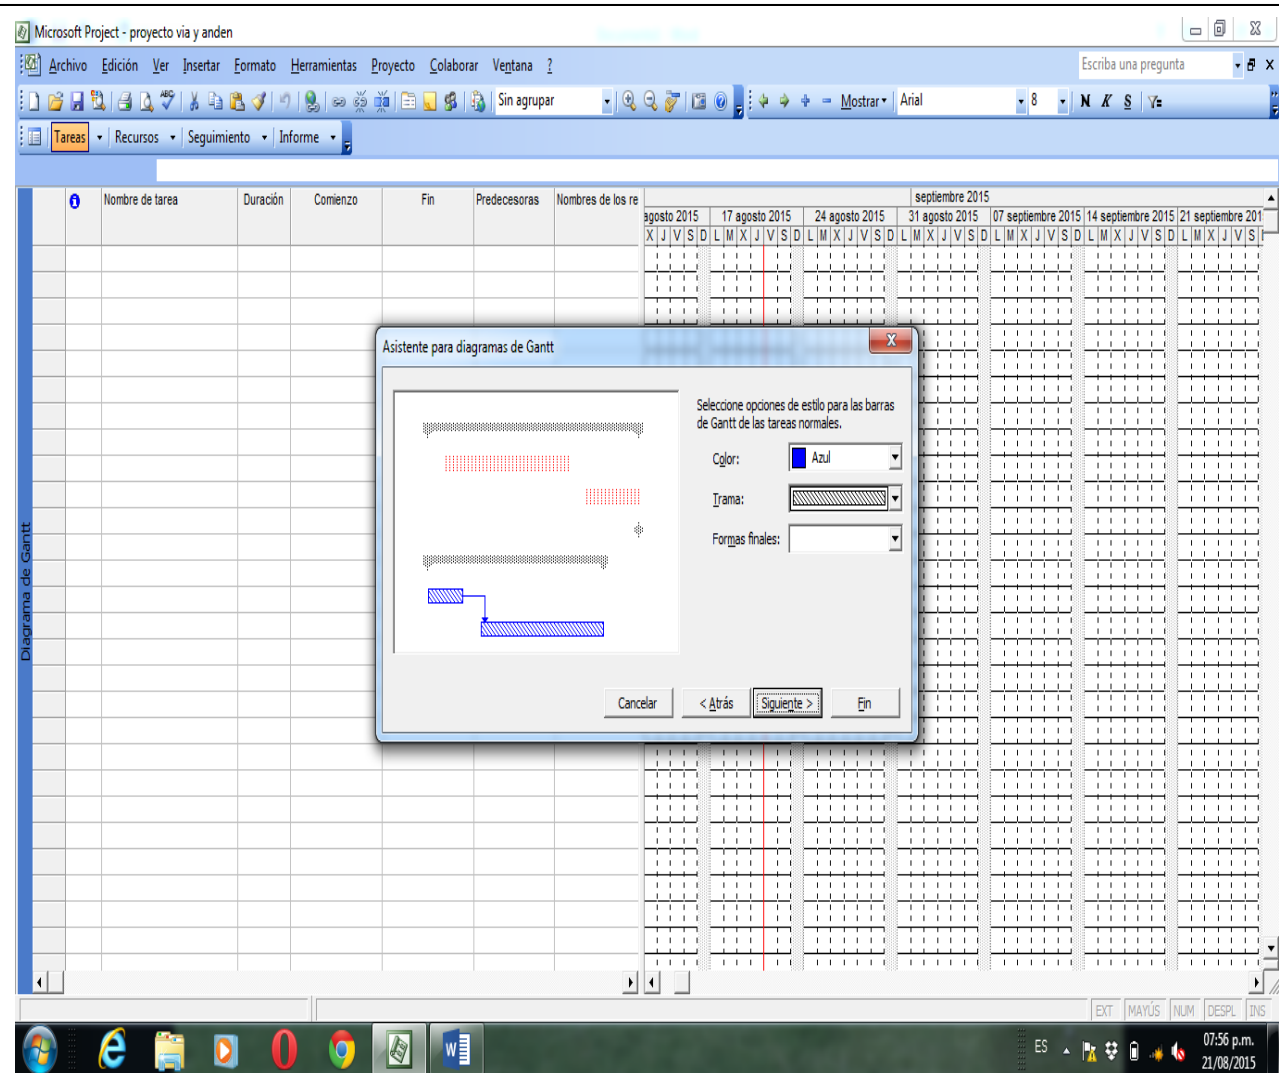 Microsoft Project - proyecto via y anden
Archivo Edición Ver Insertar Formato Herramientas Proyecto Colaborar Ventana ? Escriba una pregunta
Sin agrupar Mostrar Arial 8 N K S
Tareas Recursos Seguimiento Informe
Nombre de tarea Duración Comienzo Fin Predecesoras Nombres de los re
septiembre 2015
agosto 2015 17 agosto 2015 24 agosto 2015 31 agosto 2015 07 septiembre 2015 14 septiembre 2015 21 septiembre 201
X J V S D L M X J V S D L M X J V S D L M X J V S D L M X J V S D L M X J V S D L M X J V S
Diagrama de Gantt
Asistente para diagramas de Gantt
Seleccione opciones de estilo para las barras
de Gantt de las tareas normales.
Color: Azul
Trama:
Formas finales:
Cancelar < Atrás Siguiente > Fin
EXT MAYÚS NUM DESPL INS
ES 07:56 p.m.
21/08/2015